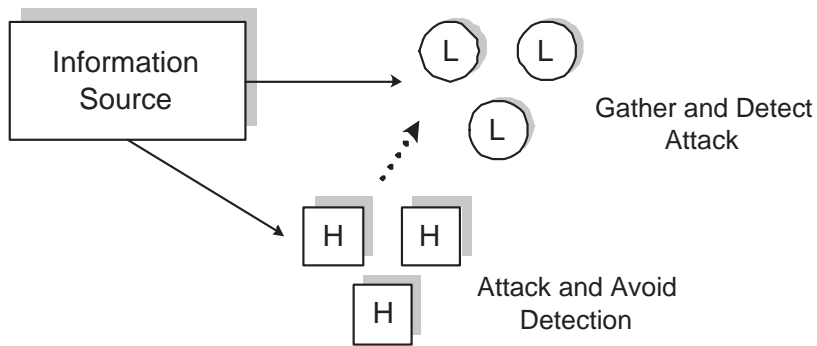 Information
Source
L
L
L
Gather and Detect
Attack
H
H
H
Attack and Avoid
Detection